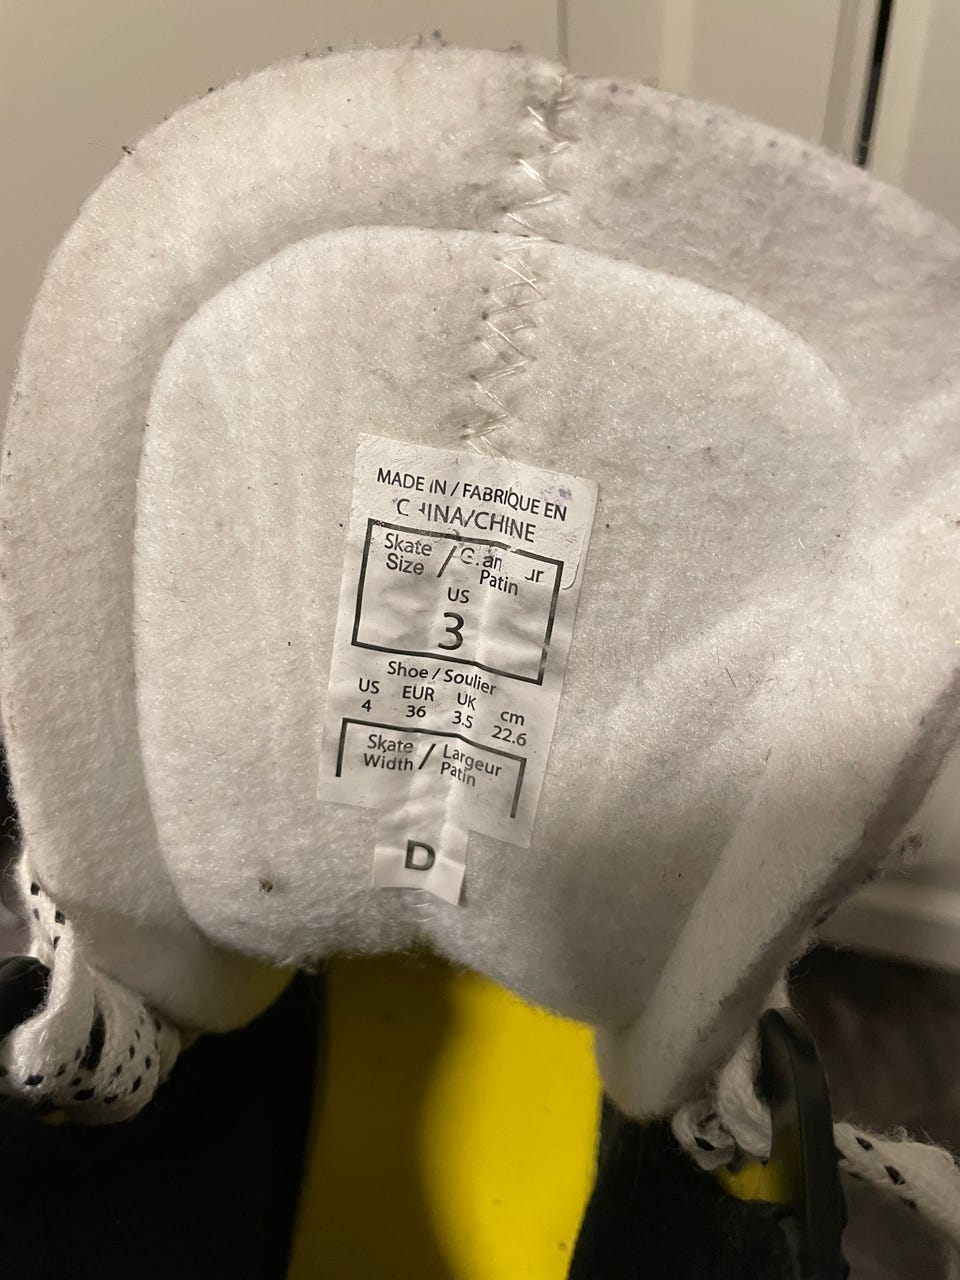 MADE IN / FABRIQUE EN
CHINA/CHINE
Skate Size /
Patin
US
3
Shoe / Soulier
US EUR UK cm
4 36 3.5 22.6
Skate Width / Largeur Patin
D